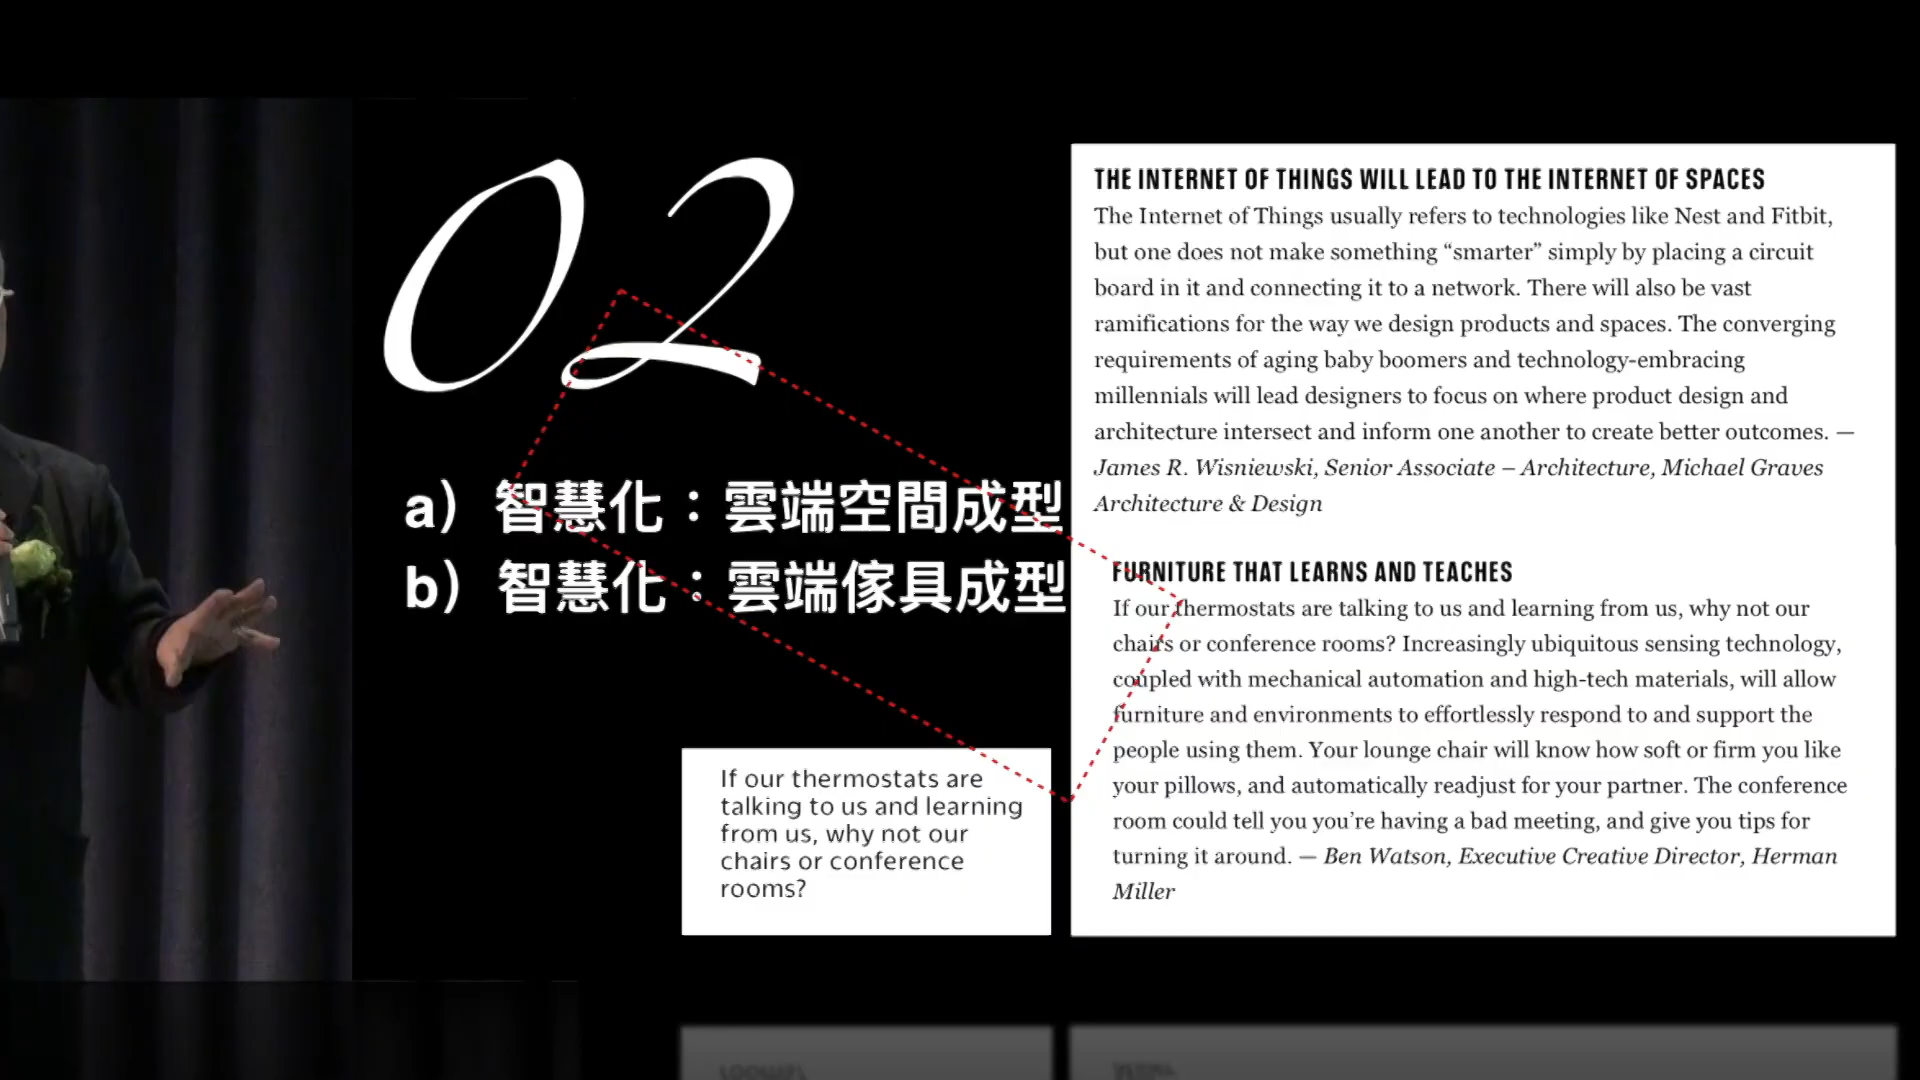 02
a）智慧化：雲端空間成型
b）智慧化：雲端傢具成型
If our thermostats are
talking to us and learning
from us, why not our
chairs or conference
rooms?
THE INTERNET OF THINGS WILL LEAD TO THE INTERNET OF SPACES
The Internet of Things usually refers to technologies like Nest and Fitbit,
but one does not make something “smarter” simply by placing a circuit
board in it and connecting it to a network. There will also be vast
ramifications for the way we design products and spaces. The converging
requirements of aging baby boomers and technology-embracing
millennials will lead designers to focus on where product design and
architecture intersect and inform one another to create better outcomes. —
James R. Wisniewski, Senior Associate – Architecture, Michael Graves
Architecture & Design
FURNITURE THAT LEARNS AND TEACHES
If our thermostats are talking to us and learning from us, why not our
chairs or conference rooms? Increasingly ubiquitous sensing technology,
coupled with mechanical automation and high-tech materials, will allow
furniture and environments to effortlessly respond to and support the
people using them. Your lounge chair will know how soft or firm you like
your pillows, and automatically readjust for your partner. The conference
room could tell you you’re having a bad meeting, and give you tips for
turning it around. — Ben Watson, Executive Creative Director, Herman
Miller